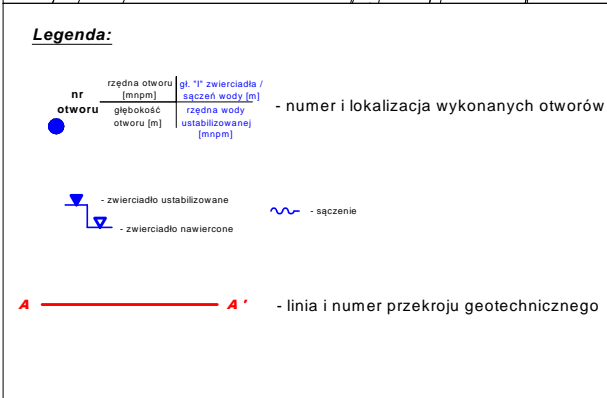 Legenda:
nr
otworu
rzędna otworu
[mnpm]
gł. "I" zwierciadła /
sączeń wody [m]
głębokość
otworu [m]
rzędna wody
ustabilizowanej
[mnpm]
- numer i lokalizacja wykonanych otworów
- zwierciadło ustabilizowane
- zwierciadło nawiercone
- sączenie
A A'
- linia i numer przekroju geotechnicznego